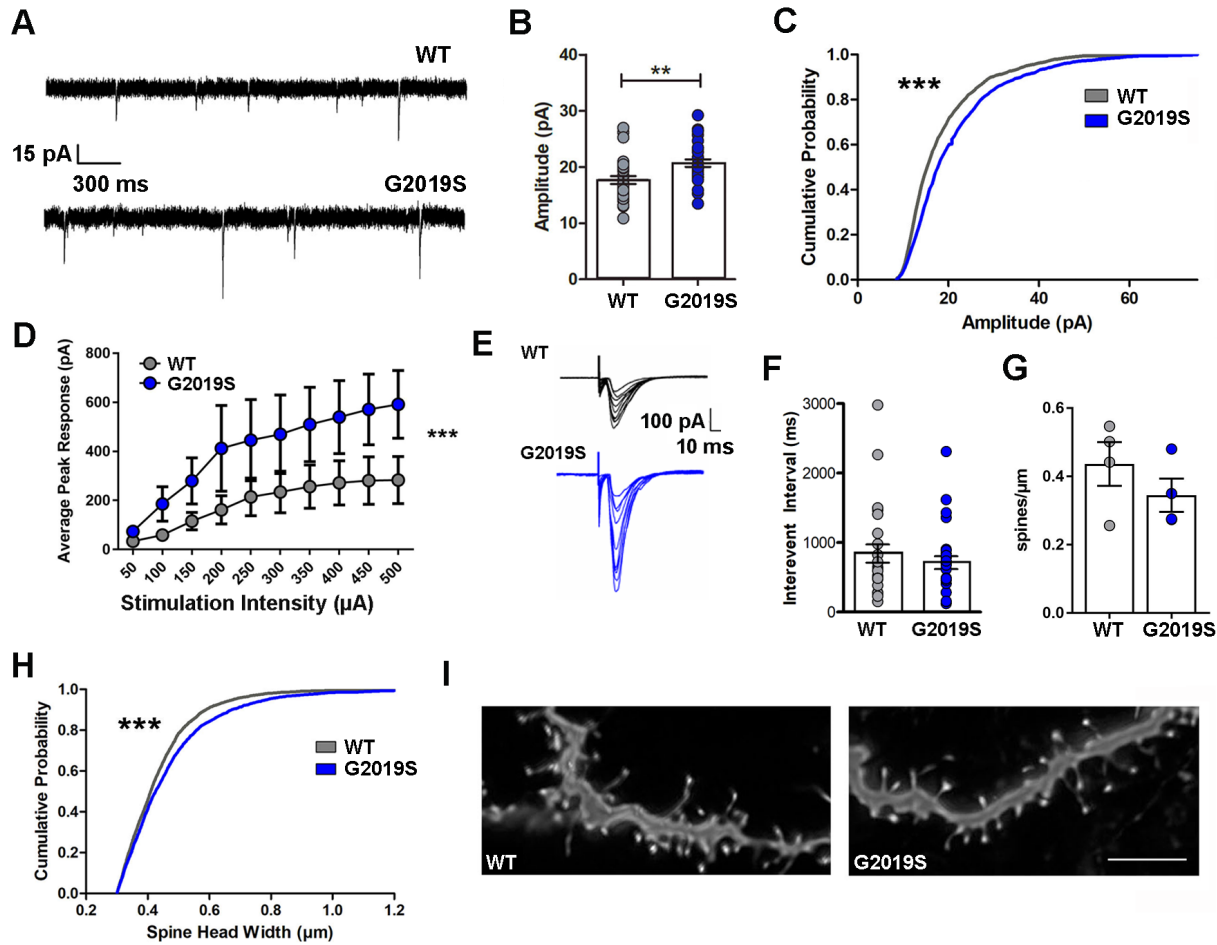 A
WT
15 pA
300 ms
G2019S
B
Amplitude (pA)
40
30
20
10
0
**
WT
G2019S
C
Cumulative Probability
1.0
0.8
0.6
0.4
0.2
0.0
***
WT
G2019S
0
20
40
60
Amplitude (pA)
D
Average Peak Response (pA)
800
600
400
200
0
WT
G2019S
***
50
100
150
200
250
300
350
400
450
500
Stimulation Intensity (µA)
E
WT
100 pA
10 ms
G2019S
F
Interevent Interval (ms)
3000
2000
1000
0
WT
G2019S
G
spines/µm
0.6
0.4
0.2
0.0
WT
G2019S
H
Cumulative Probability
1.0
0.8
0.6
0.4
0.2
0.0
***
WT
G2019S
0.2
0.4
0.6
0.8
1.0
1.2
Spine Head Width (µm)
I
WT
G2019S